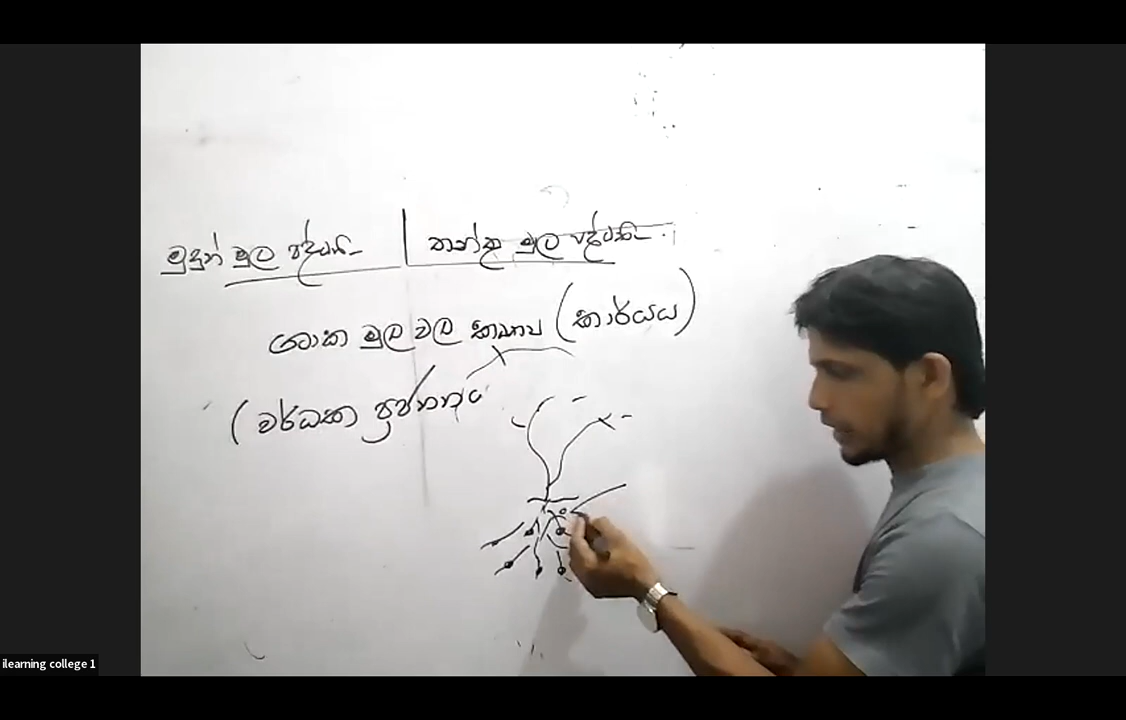 මුදුන් මුල පද්ධති
තන්තු මුල පද්ධති.
ශාක මුල වල කෘත්‍ය (කාර්යය)
(වර්ධක ප්‍රජනනය
ilearning college 1